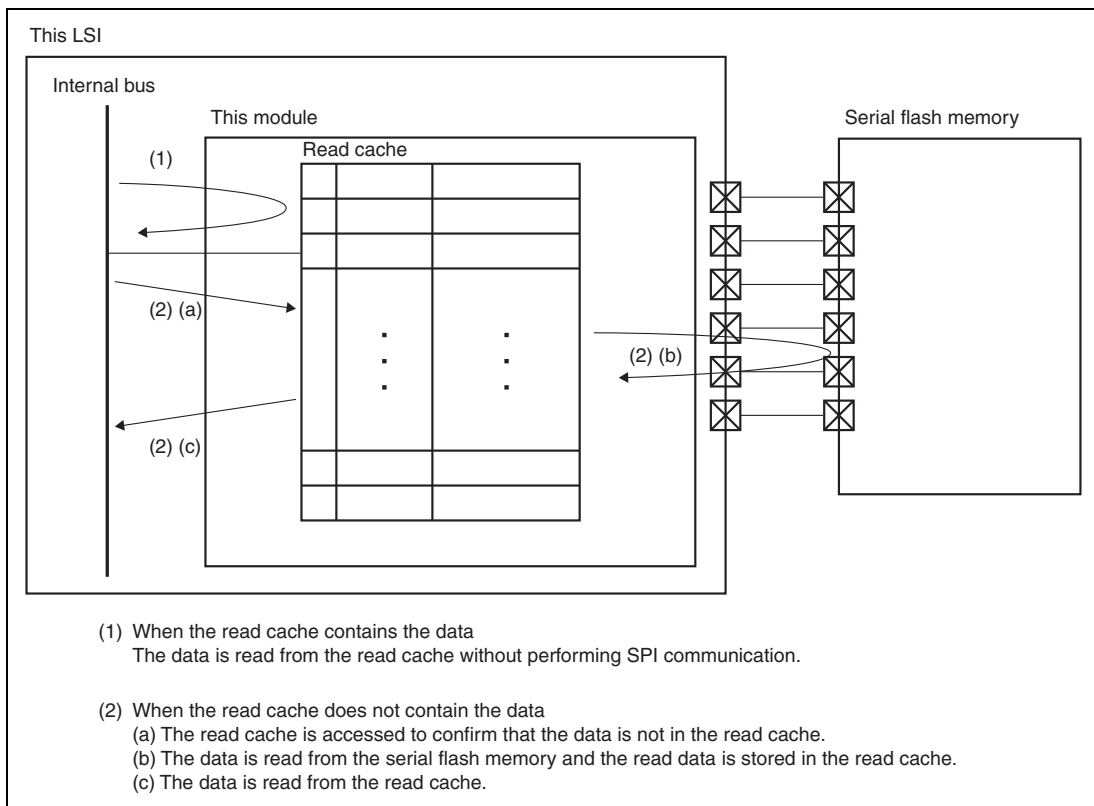 This LSI
Internal bus
This module
Serial flash memory
Read cache
(1)
(2) (a)
(2) (b)
(2) (c)
(1) When the read cache contains the data
The data is read from the read cache without performing SPI communication.
(2) When the read cache does not contain the data
(a) The read cache is accessed to confirm that the data is not in the read cache.
(b) The data is read from the serial flash memory and the read data is stored in the read cache.
(c) The data is read from the read cache.